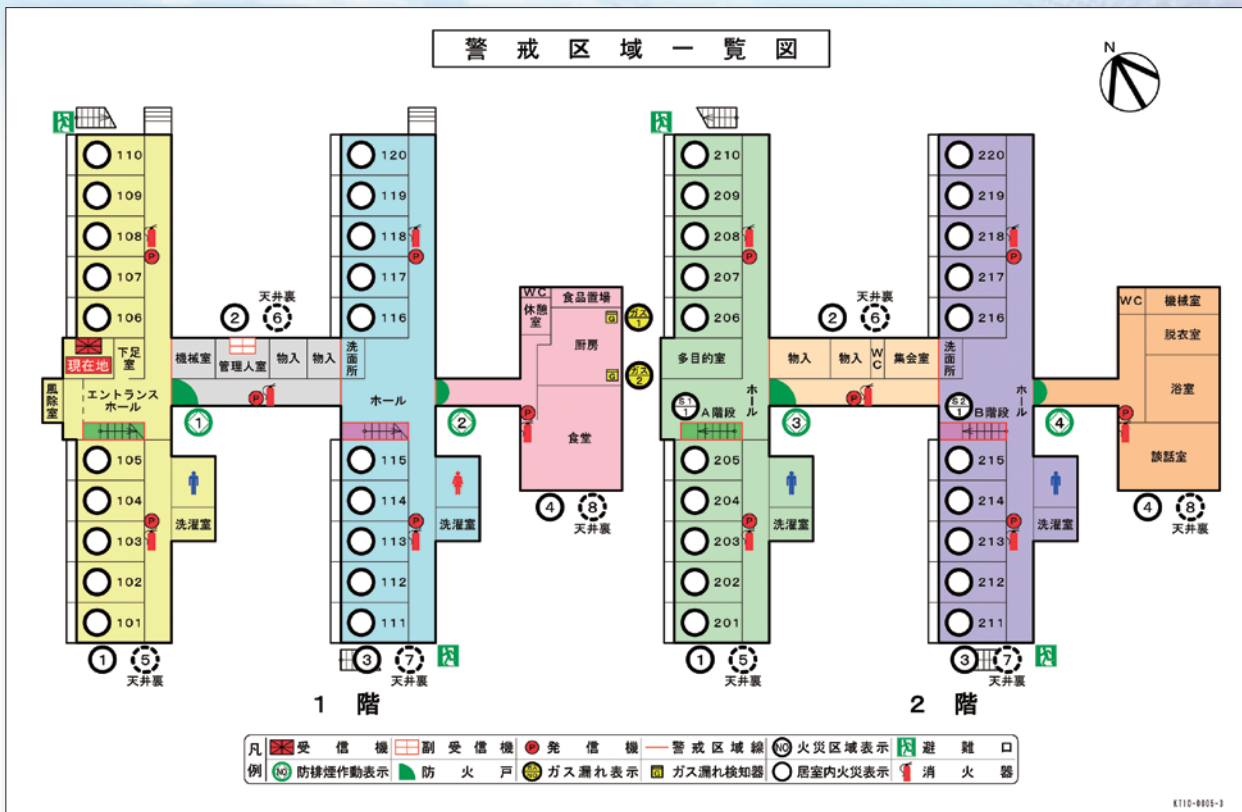 警戒区域一覧図
N
110
109
108
107
106
現在地
下足室
風除室
エントランスホール
105
104
103
102
101
洗濯室
P
P
1
5
天井裏
2
天井裏
6
機械室
管理人室
物入
物入
P
1
120
119
118
117
116
洗面所
ホール
115
114
113
112
111
洗濯室
P
P
3
7
天井裏
2
WC
食品置場
休憩室
厨房
食堂
G
G
ガス1
ガス2
P
4
8
天井裏
1階
210
209
208
207
206
多目的室
S1
1
A階段
ホール
205
204
203
202
201
洗濯室
P
P
1
5
天井裏
2
天井裏
6
物入
物入
WC
集会室
P
3
220
219
218
217
216
洗面所
S2
1
B階段
ホール
215
214
213
212
211
洗濯室
P
P
3
7
天井裏
4
WC
機械室
脱衣室
浴室
談話室
P
4
8
天井裏
2階
凡例
受信機
副受信機
P 発信機
警戒区域線
NO 火災区域表示
避難口
NO 防排煙作動表示
防火戸
ガス漏れ表示
G ガス漏れ検知器
居室内火災表示
消火器
KT10-0005-3